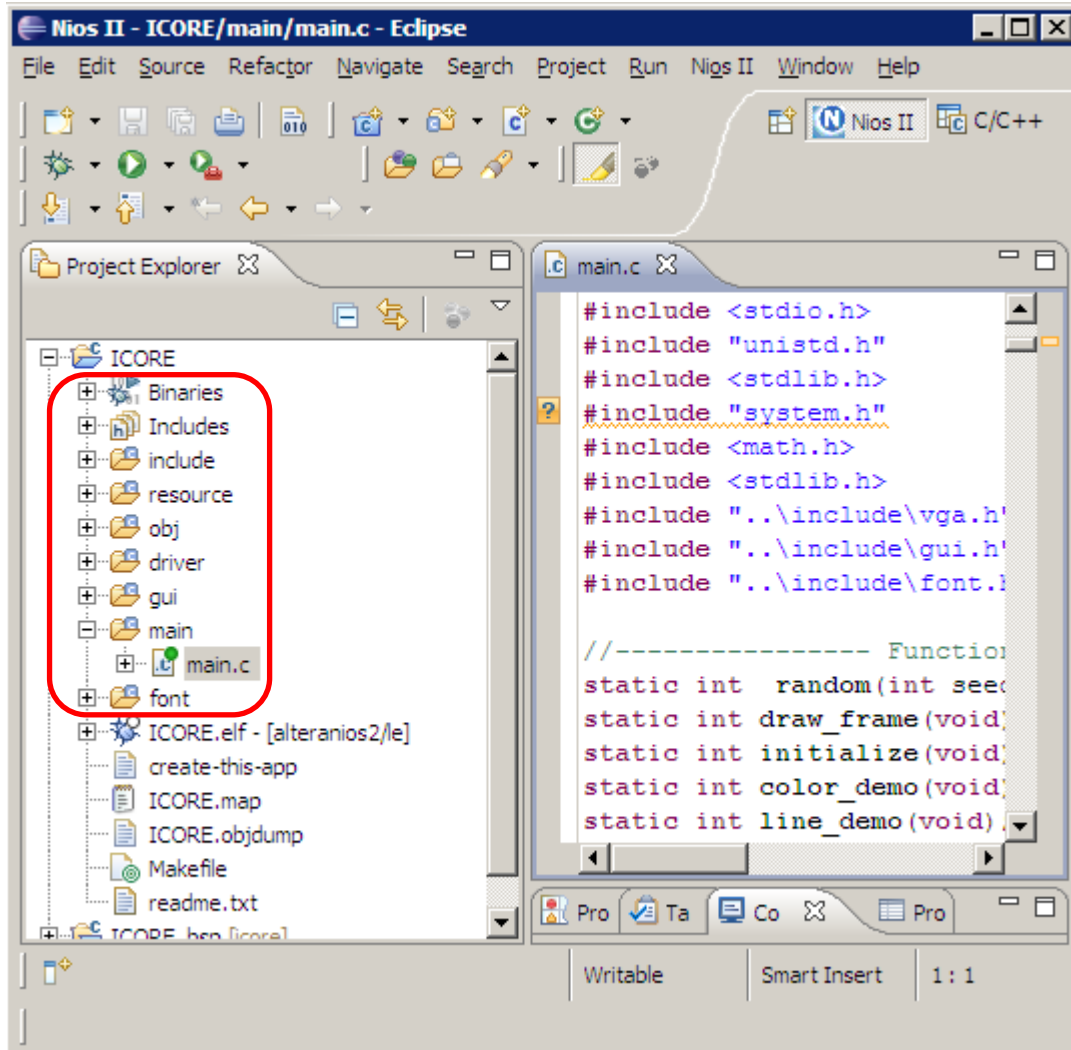 Nios II - ICORE/main/main.c - Eclipse
File Edit Source Refactor Navigate Search Project Run Nios II Window Help
010
Nios II C/C++
Project Explorer
main.c
ICORE
Binaries
Includes
include
resource
obj
driver
gui
main
main.c
font
ICORE.elf - [alteranios2/le]
create-this-app
ICORE.map
ICORE.objdump
Makefile
readme.txt
ICORE_bsp [icore]
#include <stdio.h>
#include "unistd.h"
#include <stdlib.h>
#include "system.h"
#include <math.h>
#include <stdlib.h>
#include "..\include\vga.h"
#include "..\include\gui.h"
#include "..\include\font.h
//---------------- Function
static int  random(int seed
static int draw_frame(void)
static int initialize(void)
static int color_demo(void)
static int line_demo(void)
Pro Ta Co Pro
Writable Smart Insert 1 : 1